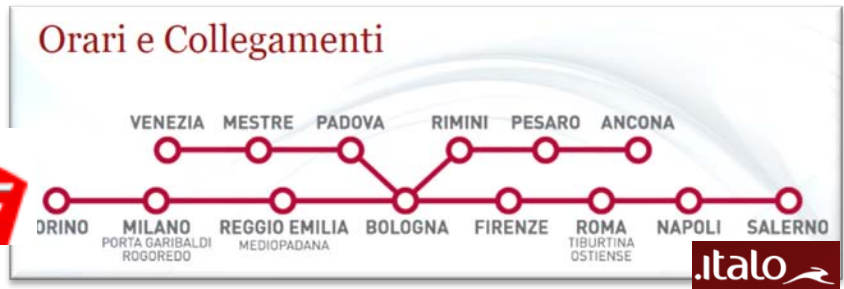 Orari e Collegamenti
VENEZIA MESTRE PADOVA RIMINI PESARO ANCONA
ORINO MILANO REGGIO EMILIA BOLOGNA FIRENZE ROMA NAPOLI SALERNO
PORTA GARIBALDI MEDIOPADANA TIBURTINA
ROGOREDO OSTIENSE
.italo